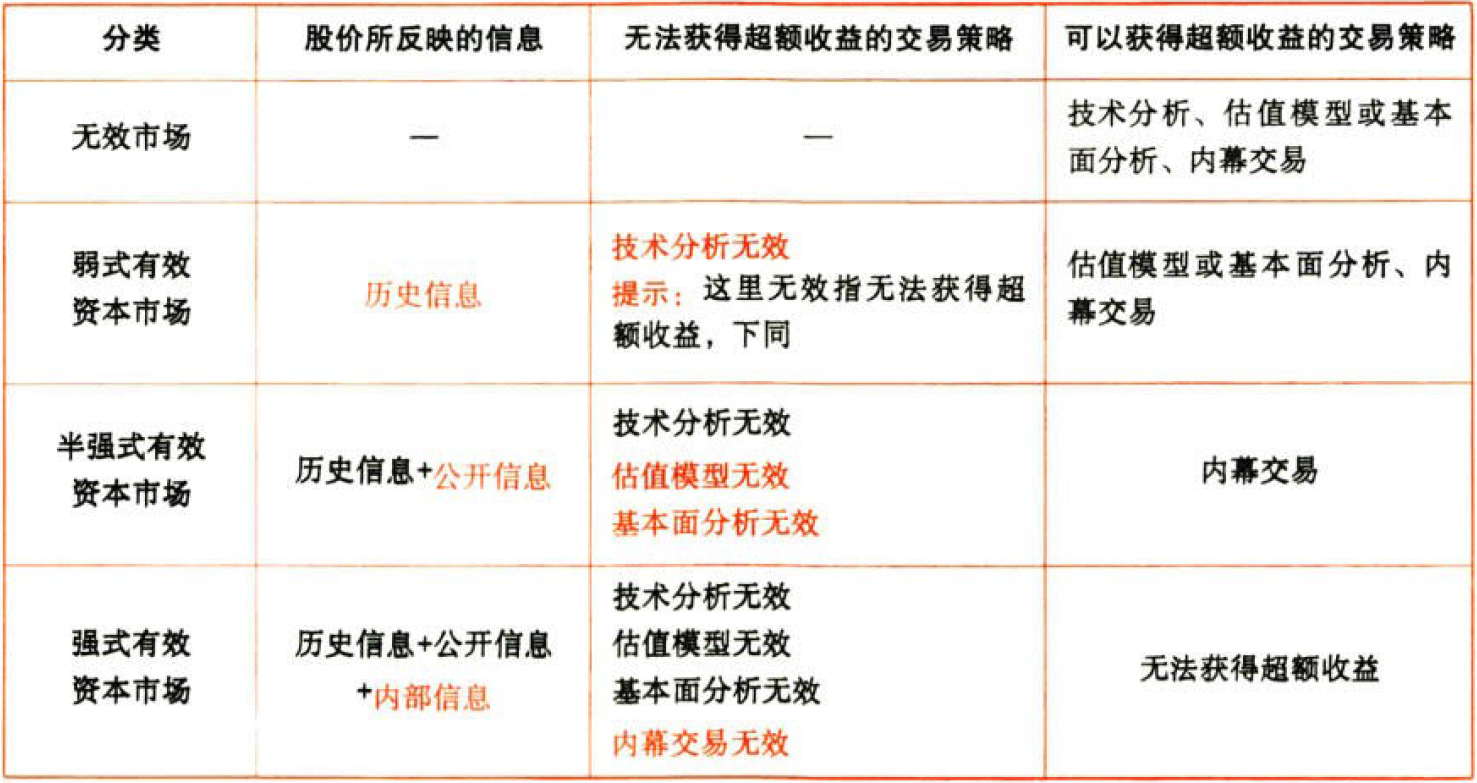 分类
股价所反映的信息
无法获得超额收益的交易策略
可以获得超额收益的交易策略
无效市场
—
—
技术分析、估值模型或基本
面分析、内幕交易
弱式有效
资本市场
历史信息
技术分析无效
提示：这里无效指无法获得超
额收益，下同
估值模型或基本面分析、内
幕交易
半强式有效
资本市场
历史信息+公开信息
技术分析无效
估值模型无效
基本面分析无效
内幕交易
强式有效
资本市场
历史信息+公开信息
+内部信息
技术分析无效
估值模型无效
基本面分析无效
内幕交易无效
无法获得超额收益